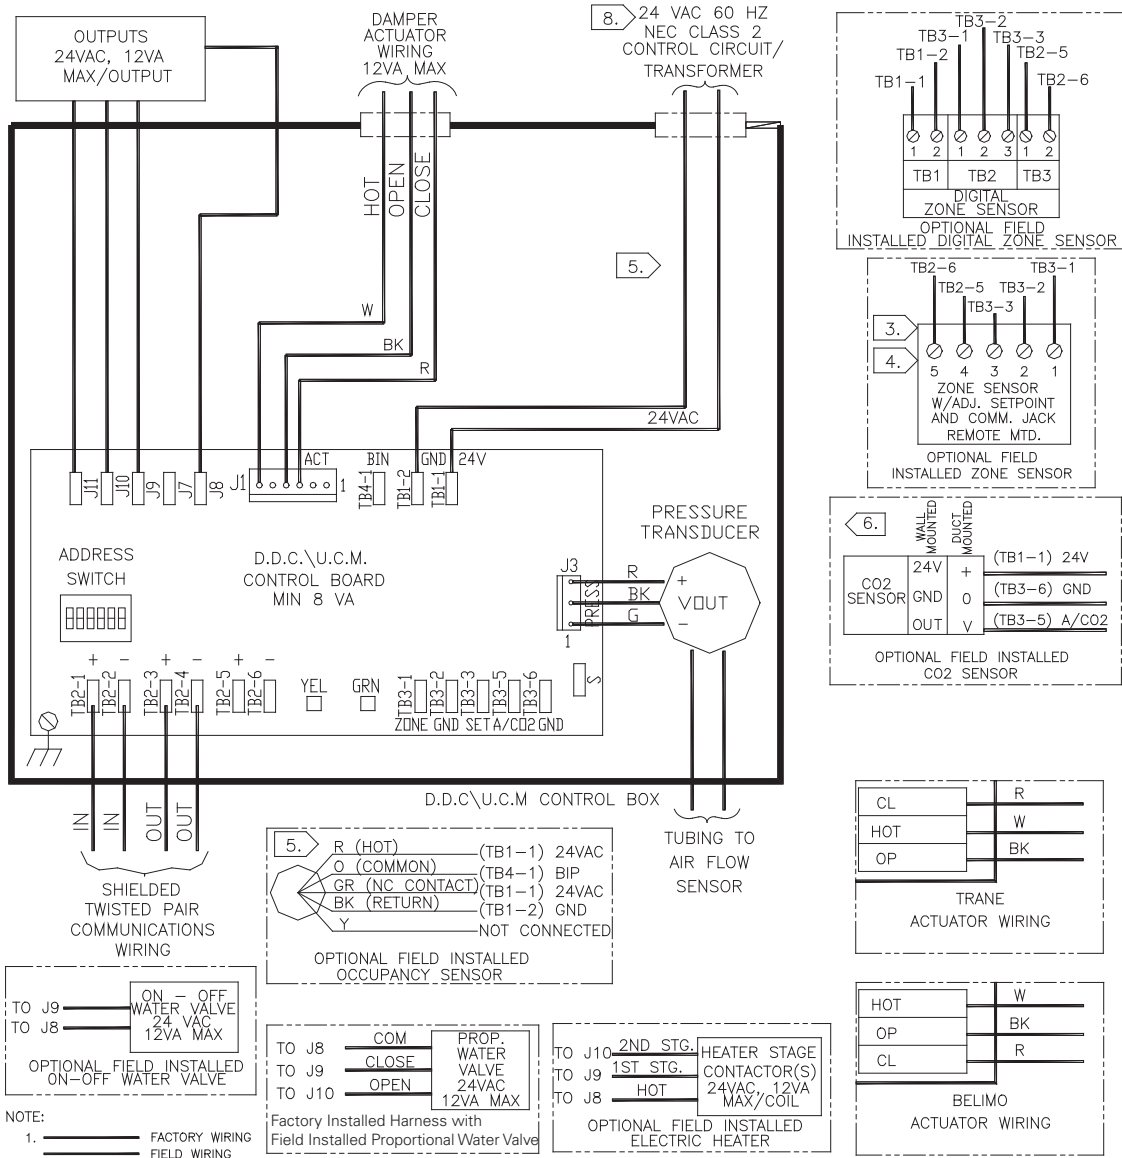 OUTPUTS
24VAC, 12VA
MAX/OUTPUT
DAMPER
ACTUATOR
WIRING
12VA MAX
8.
24 VAC 60 HZ
NEC CLASS 2
CONTROL CIRCUIT/
TRANSFORMER
HOT
OPEN
CLOSE
5.
W
BK
R
24VAC
ACT
BIN
GND
24V
J11
J10
J9
J7
J8
J1
1
TB4-1
TB1-2
TB1-1
ADDRESS
SWITCH
D.D.C.\U.C.M.
CONTROL BOARD
MIN 8 VA
J3
PRESS
1
R
BK
G
PRESSURE
TRANSDUCER
+
VOUT
-
+ - + - + -
TB2-1
TB2-2
TB2-3
TB2-4
TB2-5
TB2-6
YEL
GRN
TB3-1
TB3-2
TB3-3
TB3-5
TB3-6
S
ZONE GND SET A/CO2 GND
D.D.C\U.C.M CONTROL BOX
IN
IN
OUT
OUT
SHIELDED
TWISTED PAIR
COMMUNICATIONS
WIRING
TUBING TO
AIR FLOW
SENSOR
TB1-1
TB1-2
TB3-1
TB3-2
TB3-3
TB2-5
TB2-6
1 2 1 2 3 1 2
TB1 TB2 TB3
DIGITAL
ZONE SENSOR
OPTIONAL FIELD
INSTALLED DIGITAL ZONE SENSOR
TB2-6
TB2-5
TB3-3
TB3-2
TB3-1
3.
4.
5 4 3 2 1
ZONE SENSOR
W/ADJ. SETPOINT
AND COMM. JACK
REMOTE MTD.
OPTIONAL FIELD
INSTALLED ZONE SENSOR
6.
WALL
MOUNTED
DUCT
MOUNTED
CO2
SENSOR
24V + (TB1-1) 24V
GND 0 (TB3-6) GND
OUT V (TB3-5) A/CO2
OPTIONAL FIELD INSTALLED
CO2 SENSOR
5.
R (HOT) (TB1-1) 24VAC
O (COMMON) (TB4-1) BIP
GR (NC CONTACT) (TB1-1) 24VAC
BK (RETURN) (TB1-2) GND
Y NOT CONNECTED
OPTIONAL FIELD INSTALLED
OCCUPANCY SENSOR
CL R
HOT W
OP BK
TRANE
ACTUATOR WIRING
HOT W
OP BK
CL R
BELIMO
ACTUATOR WIRING
TO J9
TO J8
ON - OFF
WATER VALVE
24 VAC
12VA MAX
OPTIONAL FIELD INSTALLED
ON-OFF WATER VALVE
TO J8 COM
TO J9 CLOSE
TO J10 OPEN
PROP.
WATER
VALVE
24VAC
12VA MAX
Factory Installed Harness with
Field Installed Proportional Water Valve
TO J10 2ND STG.
TO J9 1ST STG.
TO J8 HOT
HEATER STAGE
CONTACTOR(S)
24VAC, 12VA
MAX/COIL
OPTIONAL FIELD INSTALLED
ELECTRIC HEATER
NOTE:
1. FACTORY WIRING
FIELD WIRING